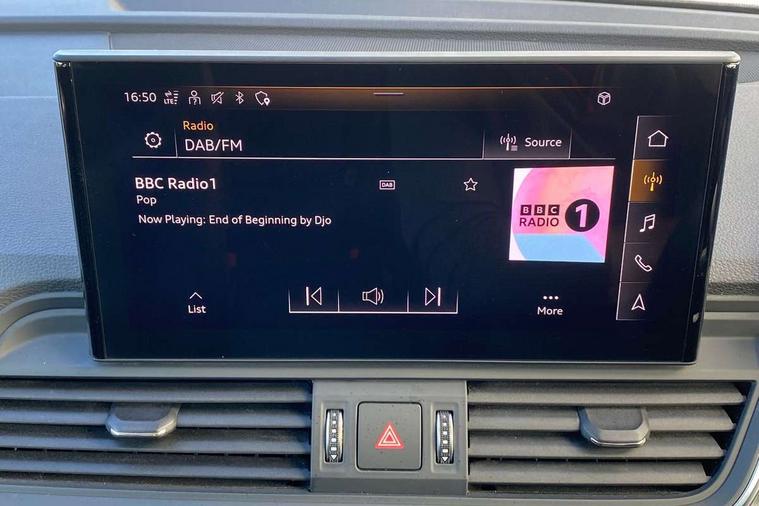 16:50 LTE
Radio
DAB/FM
Source
BBC Radio1
DAB
Pop
Now Playing: End of Beginning by Djo
BBC
RADIO 1
List
More